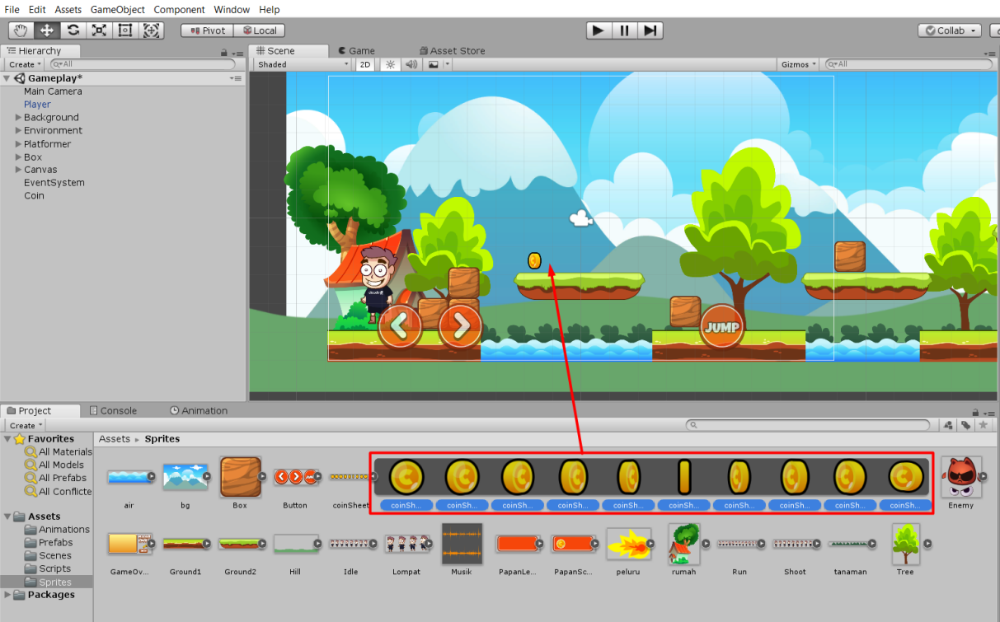 File Edit Assets GameObject Component Window Help
Pivot Local Collab
Hierarchy
Create All
Gameplay*
Main Camera
Player
Background
Environment
Platformer
Box
Canvas
EventSystem
Coin
Scene Game Asset Store
Shaded 2D Gizmos All
JUMP
Project Console Animation
Create
Favorites
All Materials
All Models
All Prefabs
All Conflicte
Assets
Animations
Prefabs
Scenes
Scripts
Sprites
Packages
Assets Sprites
air bg Box Button coinSheet coinSh... coinSh... coinSh... coinSh... coinSh... coinSh... coinSh... coinSh... coinSh... coinSh... Enemy
GameOv... Ground1 Ground2 Hill Idle Lompat Musik PapanLe... PapanSc... peluru rumah Run Shoot tanaman Tree